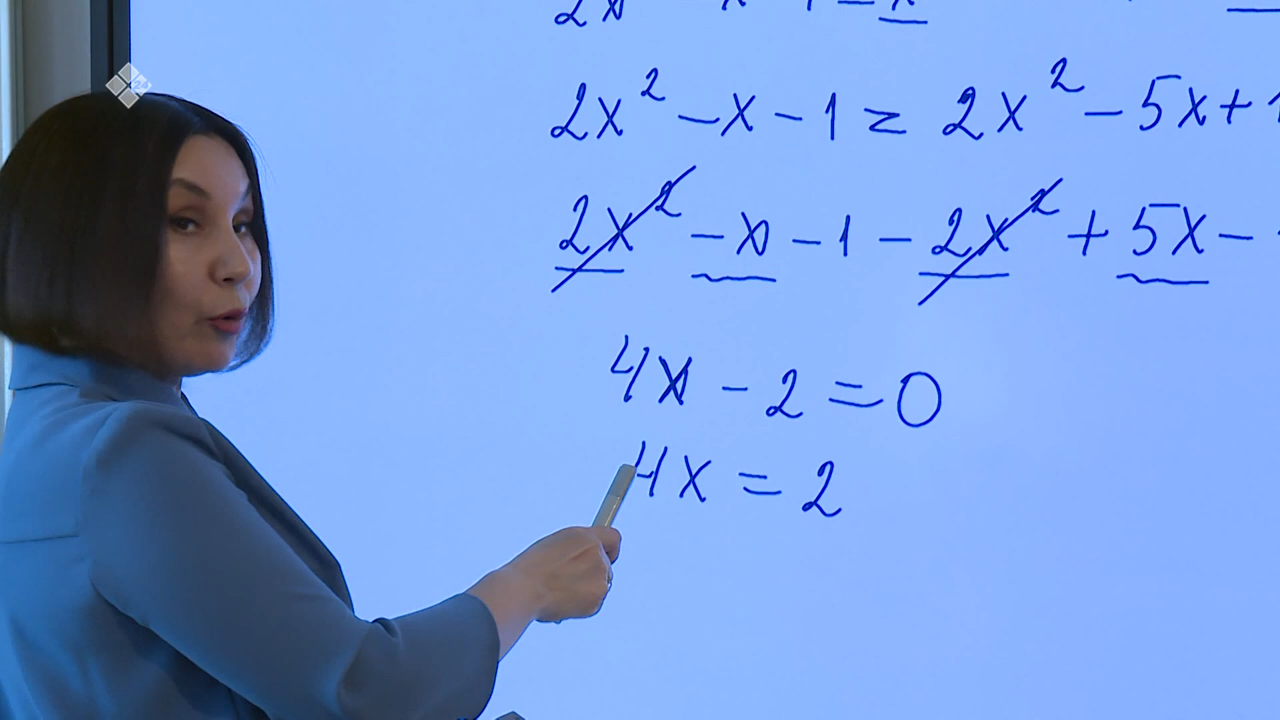 2x² - x - 1 = 2x² - 5x + 1
2x² - x - 1 - 2x² + 5x -
4x - 2 = 0
4x = 2